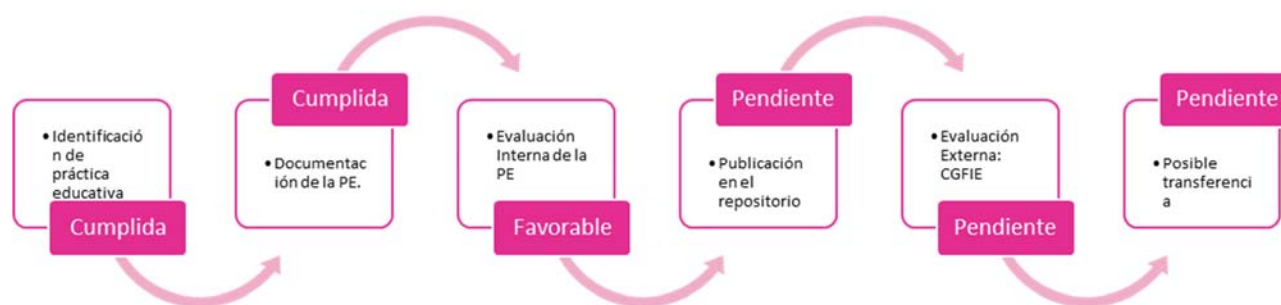 • Identificació
n de
práctica
educativa
Cumplida
Cumplida
• Documentac
ión de la PE.
• Evaluación
Interna de la
PE
Favorable
Pendiente
• Publicación
en el
repositorio
• Evaluación
Externa:
CGFIE
Pendiente
Pendiente
• Posible
transferenci
a